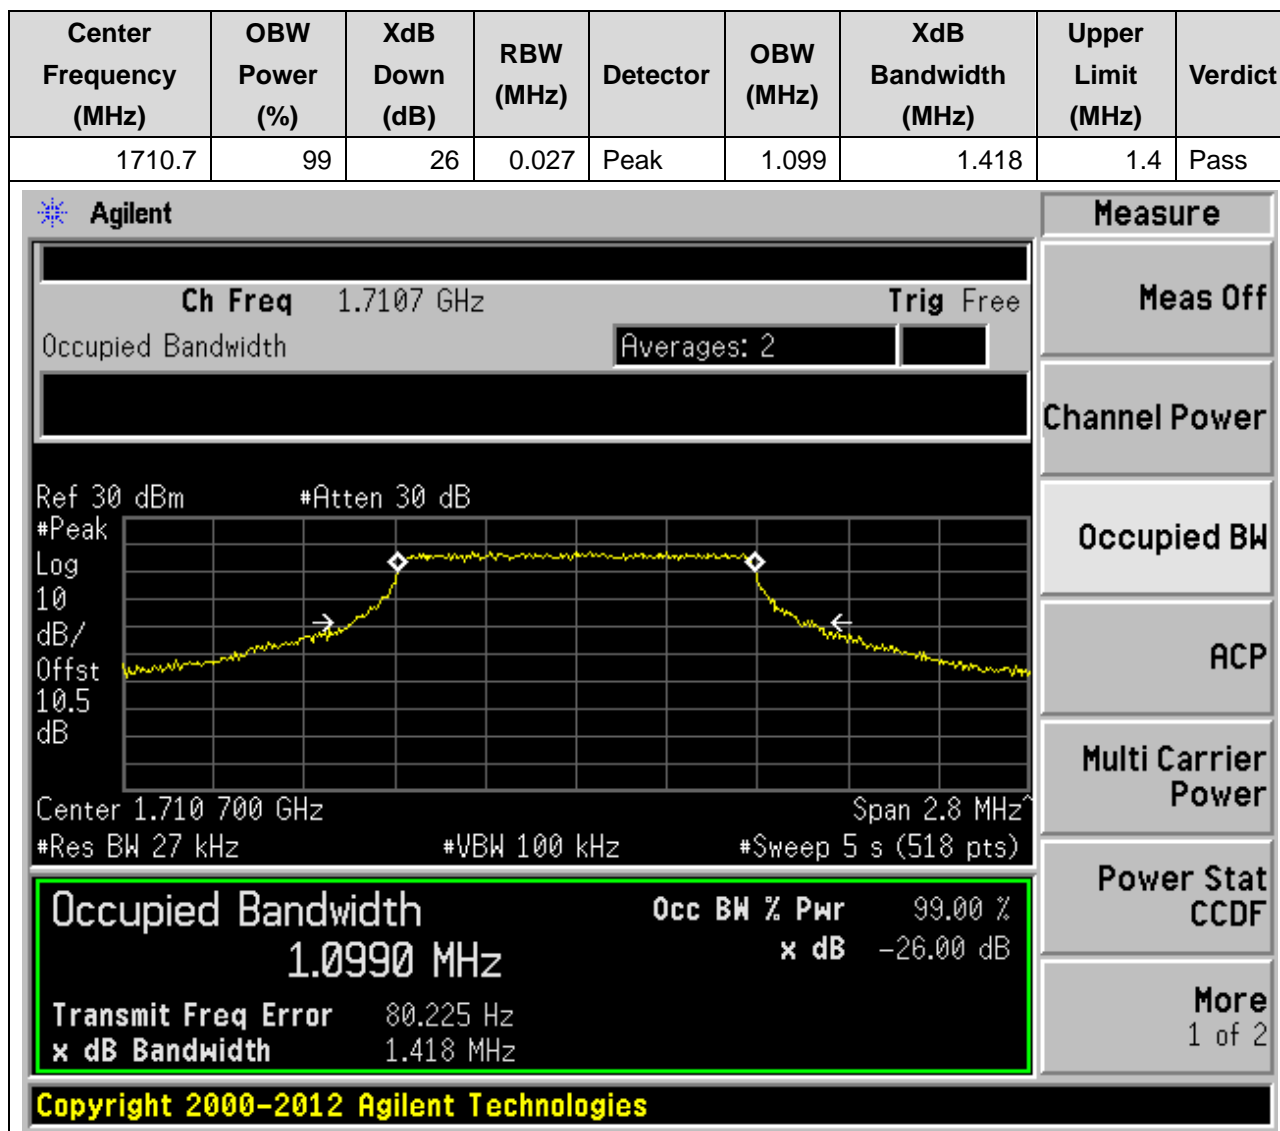 Center Frequency (MHz) OBW Power (%) XdB Down (dB) RBW (MHz) Detector OBW (MHz) XdB Bandwidth (MHz) Upper Limit (MHz) Verdict
1710.7 99 26 0.027 Peak 1.099 1.418 1.4 Pass
Agilent
Measure
Ch Freq 1.7107 GHz Trig Free
Meas Off
Occupied Bandwidth Averages: 2
Channel Power
Ref 30 dBm #Atten 30 dB
#Peak
Log
10
dB/
Offst
10.5
dB
Occupied BW
ACP
Multi Carrier
Power
Center 1.710 700 GHz Span 2.8 MHz^
#Res BW 27 kHz #VBW 100 kHz #Sweep 5 s (518 pts)
Power Stat
CCDF
Occupied Bandwidth Occ BW % Pwr 99.00 %
1.0990 MHz x dB -26.00 dB
Transmit Freq Error 80.225 Hz
x dB Bandwidth 1.418 MHz
More
1 of 2
Copyright 2000-2012 Agilent Technologies